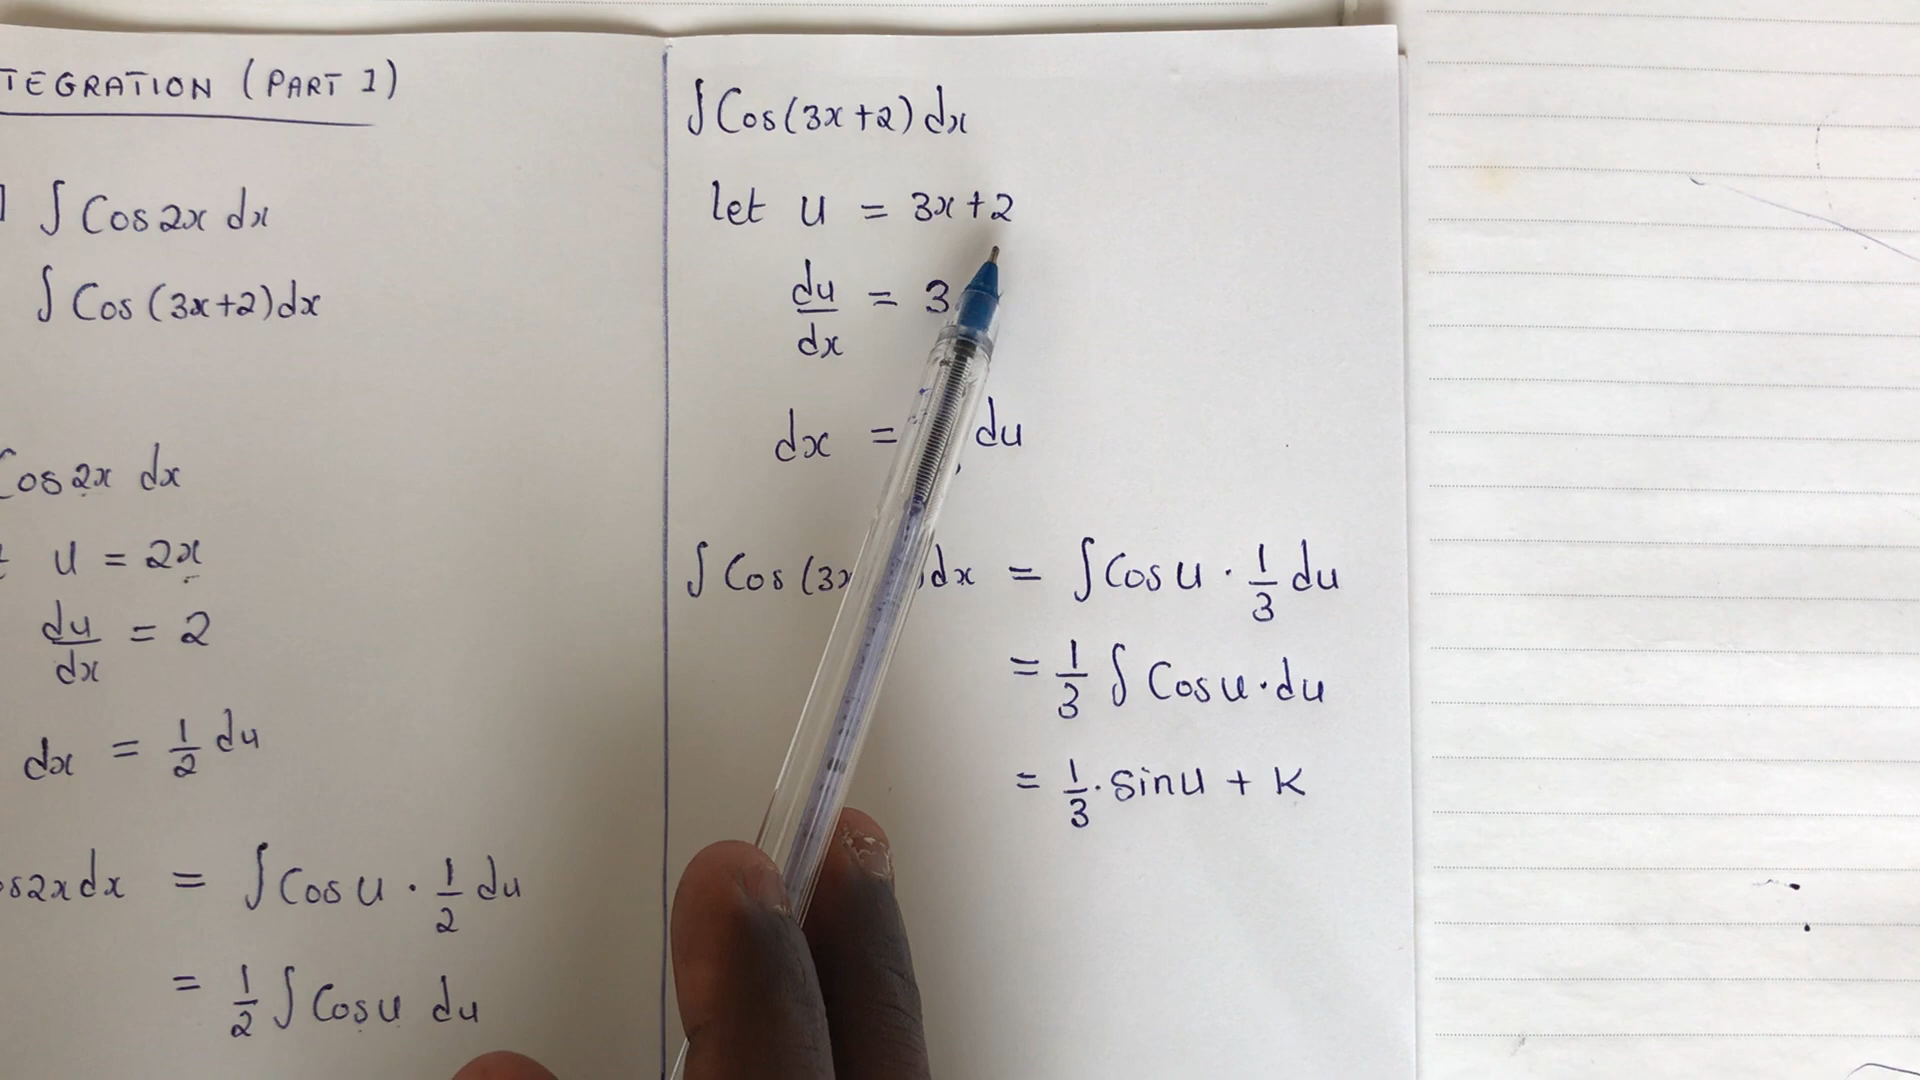 TEGRATION (PART 1)
∫ Cos 2x dx
∫ Cos (3x+2) dx
Cos 2x dx
u = 2x
du/dx = 2
dx = 1/2 du
os2x dx = ∫ Cos u · 1/2 du
= 1/2 ∫ Cos u du
∫ Cos (3x+2) dx
let u = 3x+2
du/dx = 3
dx = du
∫ Cos (3x dx = ∫ Cos u · 1/3 du
= 1/3 ∫ Cos u · du
= 1/3 · sin u + K